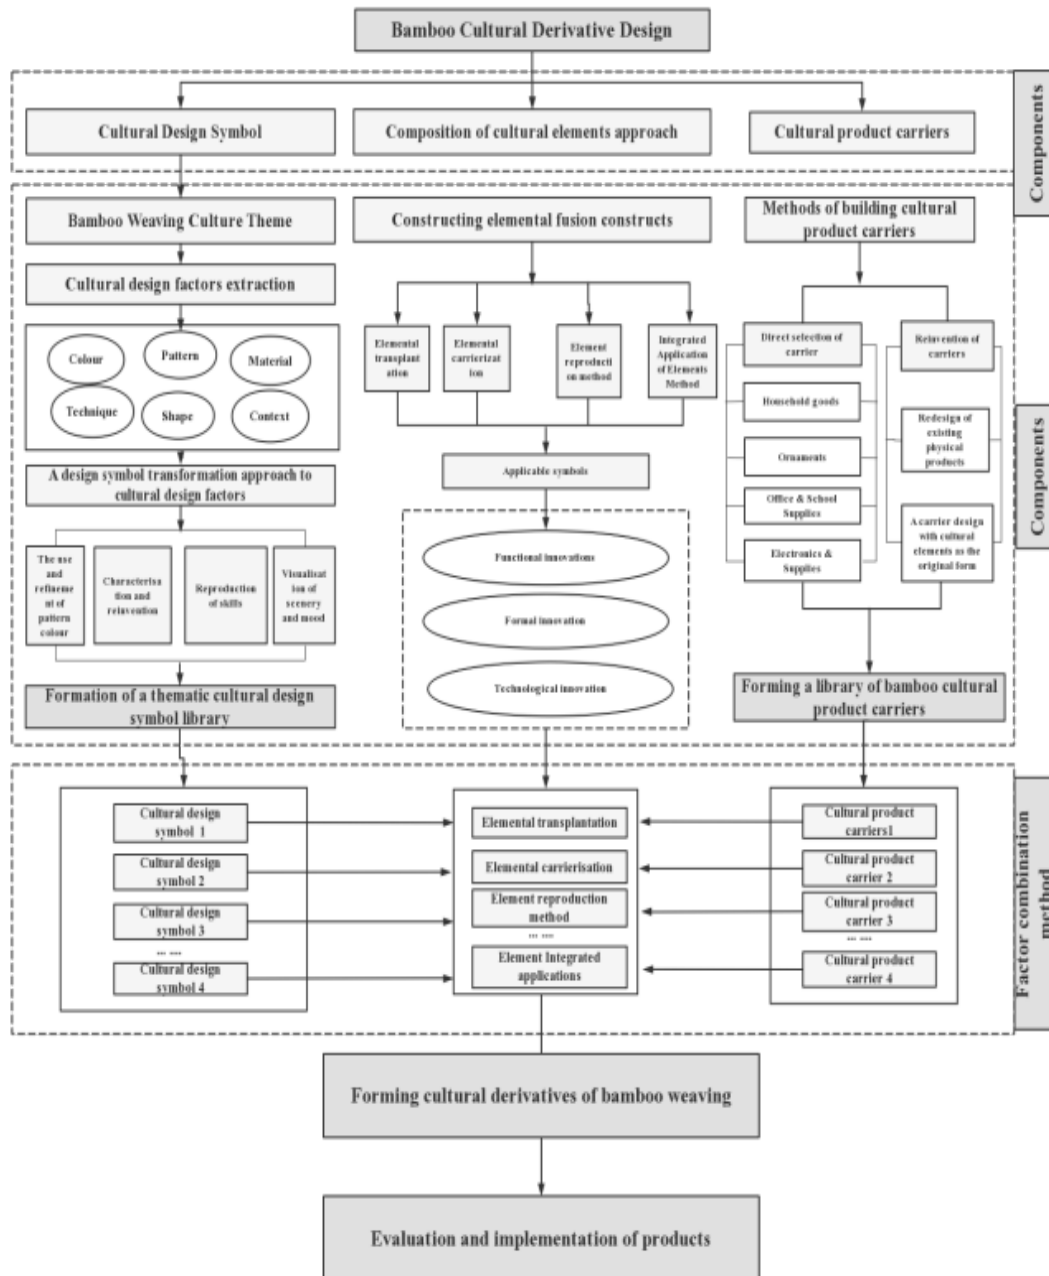 Bamboo Cultural Derivative Design
Cultural Design Symbol
Composition of cultural elements approach
Cultural product carriers
Components
Bamboo Weaving Culture Theme
Constructing elemental fusion constructs
Methods of building cultural
product carriers
Cultural design factors extraction
Colour
Pattern
Material
Technique
Shape
Context
Elemental
transplant
ation
Elemental
carrierizat
ion
Element
reproducti
on method
Integrated
Application
of Elements
Method
Direct selection of
carrier
Reinvention of
carriers
Household goods
Ornaments
Office & School
Supplies
Electronics &
Supplies
Redesign of
existing
physical
products
A carrier design
with cultural
elements as the
original form
Components
A design symbol transformation approach to
cultural design factors
Applicable symbols
The use
and
refineme
nt of
pattern
colour
Characterisa
tion and
reinvention
Reproduction
of skills
Visualisat
ion of
scenery
and mood
Functional innovations
Formal innovation
Technological innovation
Formation of a thematic cultural design
symbol library
Forming a library of bamboo cultural
product carriers
Cultural design
symbol 1
Cultural design
symbol 2
Cultural design
symbol 3
... ...
Cultural design
symbol 4
Elemental transplantation
Elemental carrierisation
Element reproduction
method
... ...
Element Integrated
applications
Cultural product
carriers1
Cultural product
carrier 2
Cultural product
carrier 3
... ...
Cultural product
carrier 4
Factor combination
method
Forming cultural derivatives of bamboo weaving
Evaluation and implementation of products